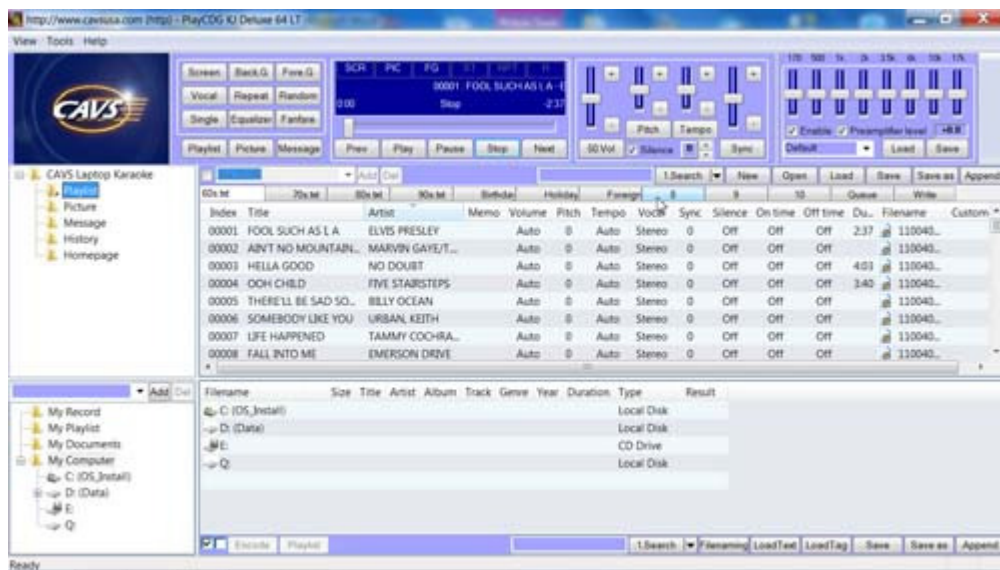 http://www.cavsusa.com (http) - PlayCDG KJ Deluxe 64 LT
View Tools Help
CAVS
Screen Back.G Fore.G
Vocal Repeat Random
Single Equalizer Fanfare
Playlist Picture Message
SCR PIC FG
00001 FOOL SUCH AS I, A - E
0:00 Stop -2:37
Prev Play Pause Stop Next
Pitch Tempo
50 Vol Silence Sync
170 500 1k 3k 6k 10k
Enable Preamplifier level +0.0
Default Load Save
CAVS Laptop Karaoke
Playlist
Picture
Message
History
Homepage
Add Del 1.Search New Open Load Save Save as Append
60s.txt 70s.txt 80s.txt 90s.txt Birthday Holiday Foreign 8 9 10 Queue Write
Index Title Artist Memo Volume Pitch Tempo Vocal Sync Silence On time Off time Du... Filename Custom
00001 FOOL SUCH AS I, A ELVIS PRESLEY Auto 0 Auto Stereo 0 Off Off Off 2:37 110040...
00002 AIN'T NO MOUNTAIN... MARVIN GAYE/T... Auto 0 Auto Stereo 0 Off Off Off 110040...
00003 HELLA GOOD NO DOUBT Auto 0 Auto Stereo 0 Off Off Off 4:03 110040...
00004 OOH CHILD FIVE STAIRSTEPS Auto 0 Auto Stereo 0 Off Off Off 3:40 110040...
00005 THERE'LL BE SAD SO... BILLY OCEAN Auto 0 Auto Stereo 0 Off Off Off 110040...
00006 SOMEBODY LIKE YOU URBAN, KEITH Auto 0 Auto Stereo 0 Off Off Off 110040...
00007 LIFE HAPPENED TAMMY COCHRA... Auto 0 Auto Stereo 0 Off Off Off 110040...
00008 FALL INTO ME EMERSON DRIVE Auto 0 Auto Stereo 0 Off Off Off 110040...
Add Del
My Record
My Playlist
My Documents
My Computer
C: (OS_Install)
D: (Data)
E:
Q:
Filename Size Title Artist Album Track Genre Year Duration Type Result
C: (OS_Install) Local Disk
D: (Data) Local Disk
E: CD Drive
Q: Local Disk
Encode Playlist 1.Search Filenaming LoadText LoadTag Save Save as Append
Ready